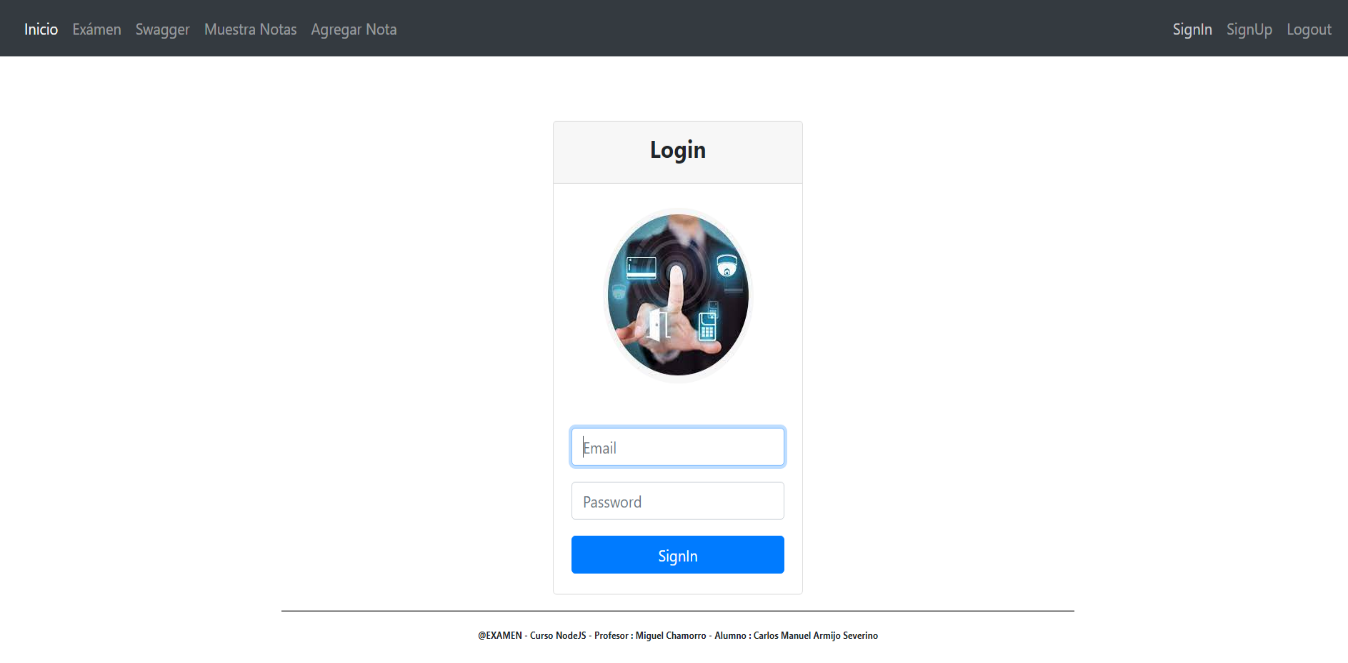 Inicio Exámen Swagger Muestra Notas Agregar Nota SignIn SignUp Logout
Login
Email
Password
SignIn
@EXAMEN - Curso NodeJS - Profesor : Miguel Chamorro - Alumno : Carlos Manuel Armijo Severino